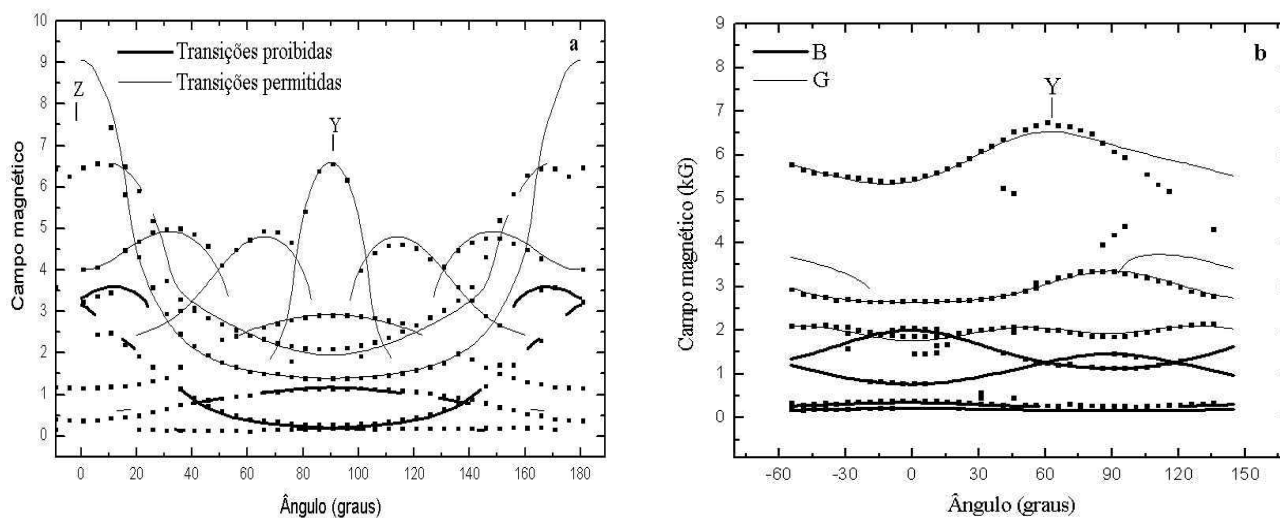 a
Transições proibidas
Transições permitidas
Z
Y
Campo magnético
10
9
8
7
6
5
4
3
2
1
0
0 20 40 60 80 100 120 140 160 180
Ângulo (graus)
b
B
G
Y
Campo magnético (kG)
9
8
7
6
5
4
3
2
1
0
-60 -30 0 30 60 90 120 150
Ângulo (graus)